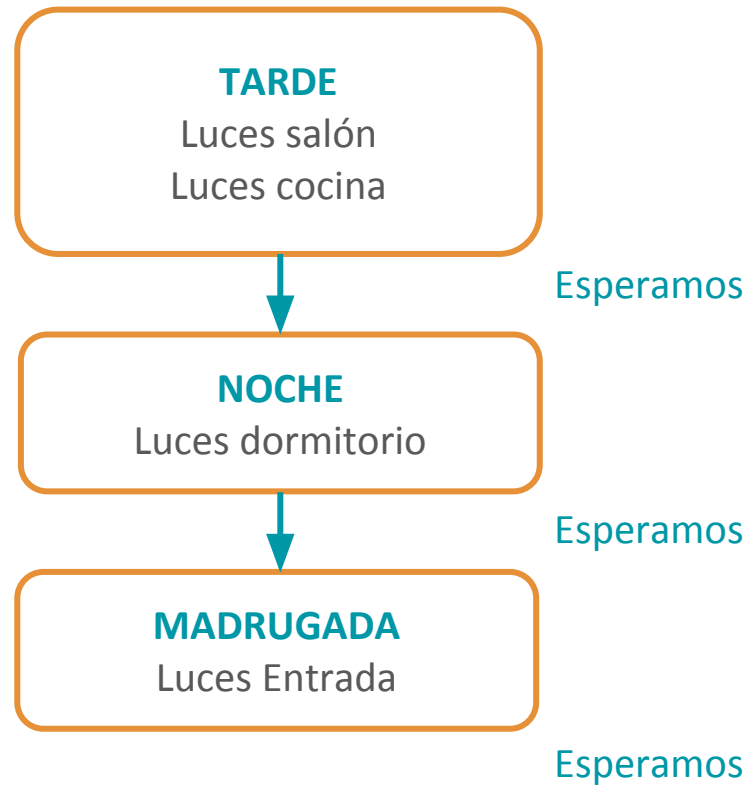 TARDE
Luces salón
Luces cocina
Esperamos
NOCHE
Luces dormitorio
Esperamos
MADRUGADA
Luces Entrada
Esperamos